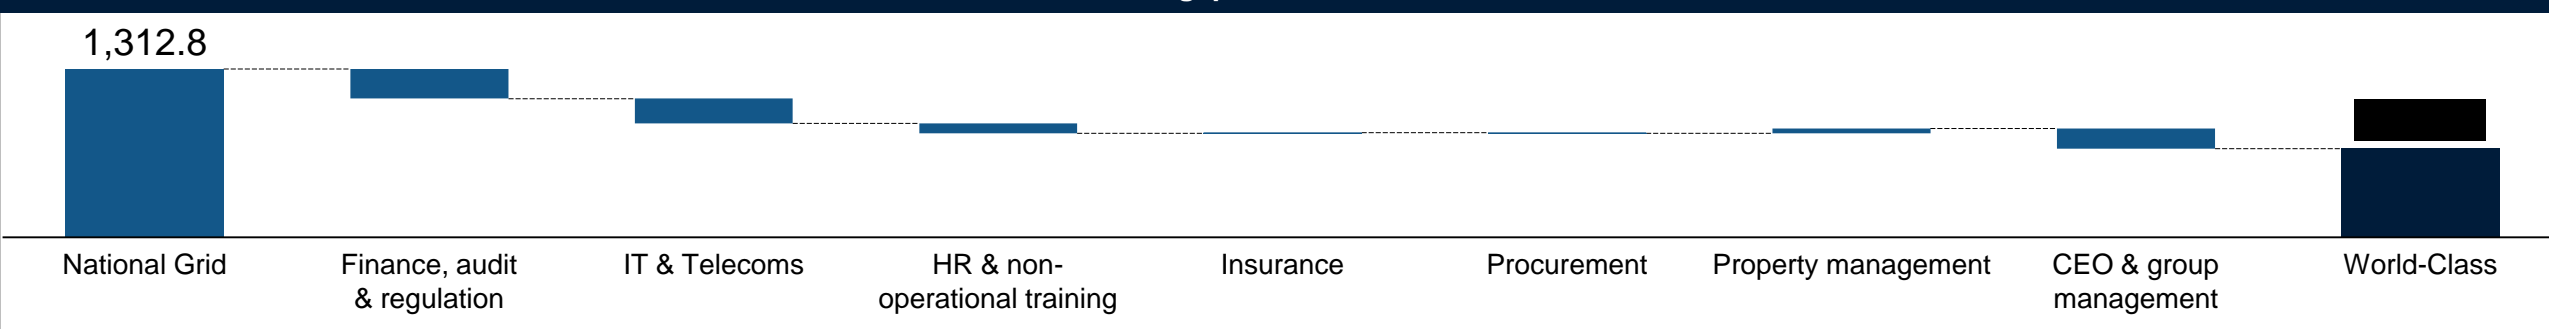 1,312.8
National Grid
Finance, audit
& regulation
IT & Telecoms
HR & non-
operational training
Insurance
Procurement
Property management
CEO & group
management
World-Class